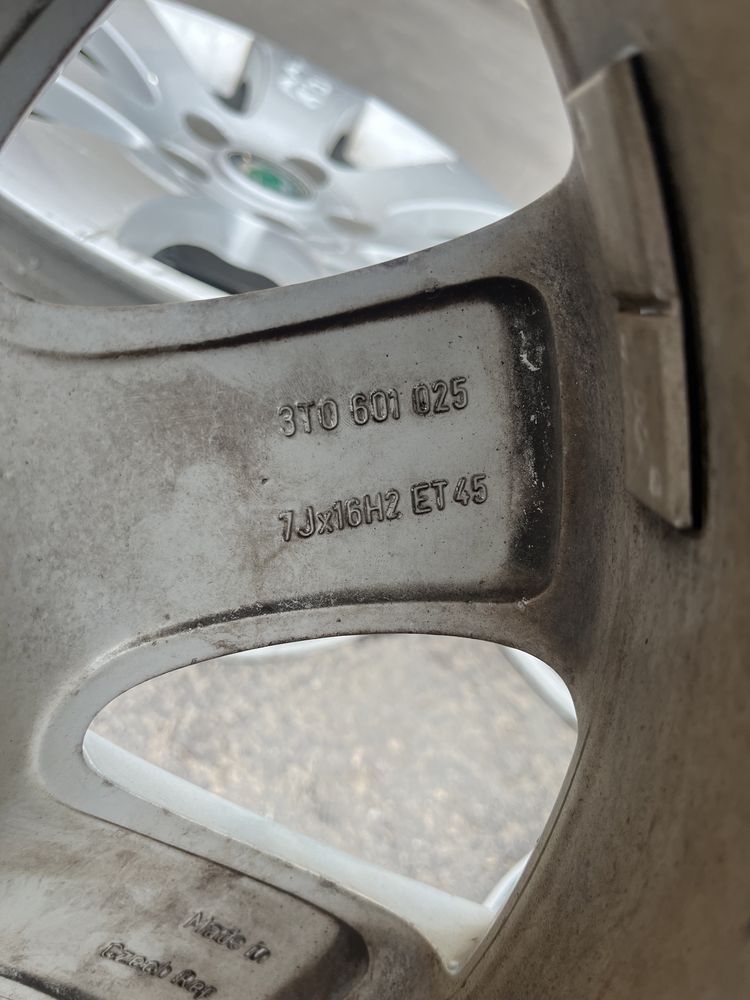 3T0 601 025
7Jx16H2 ET45
Made in
Czech Rep